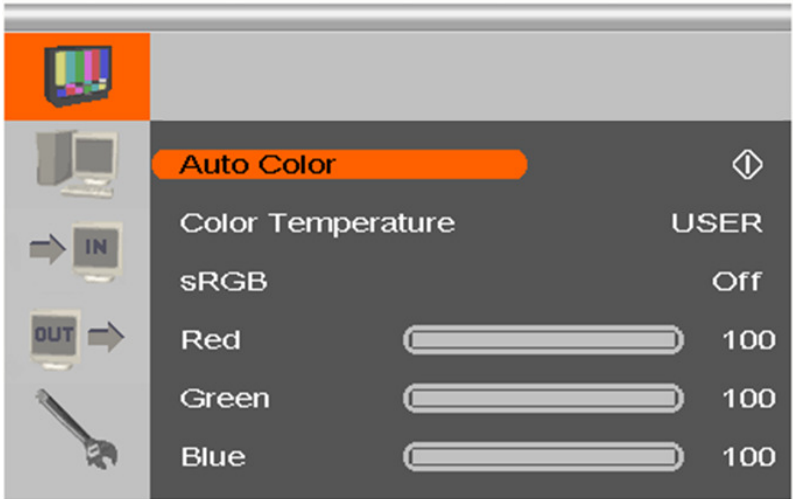 Auto Color
Color Temperature USER
IN
sRGB Off
OUT
Red 100
Green 100
Blue 100